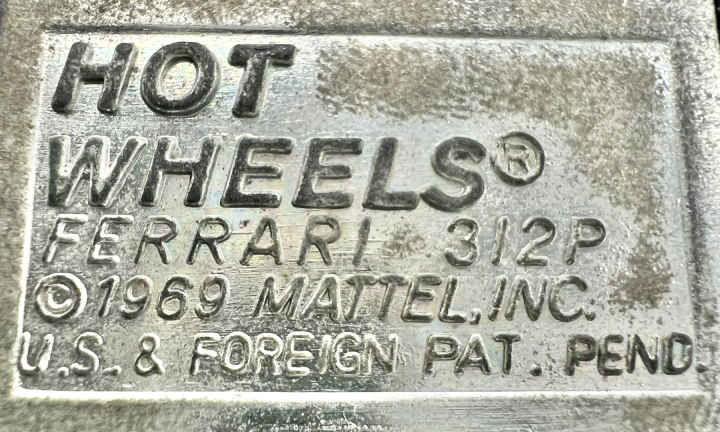 HOT
WHEELS®
FERRARI 312P
©1969 MATTEL, INC.
U.S. & FOREIGN PAT. PEND.